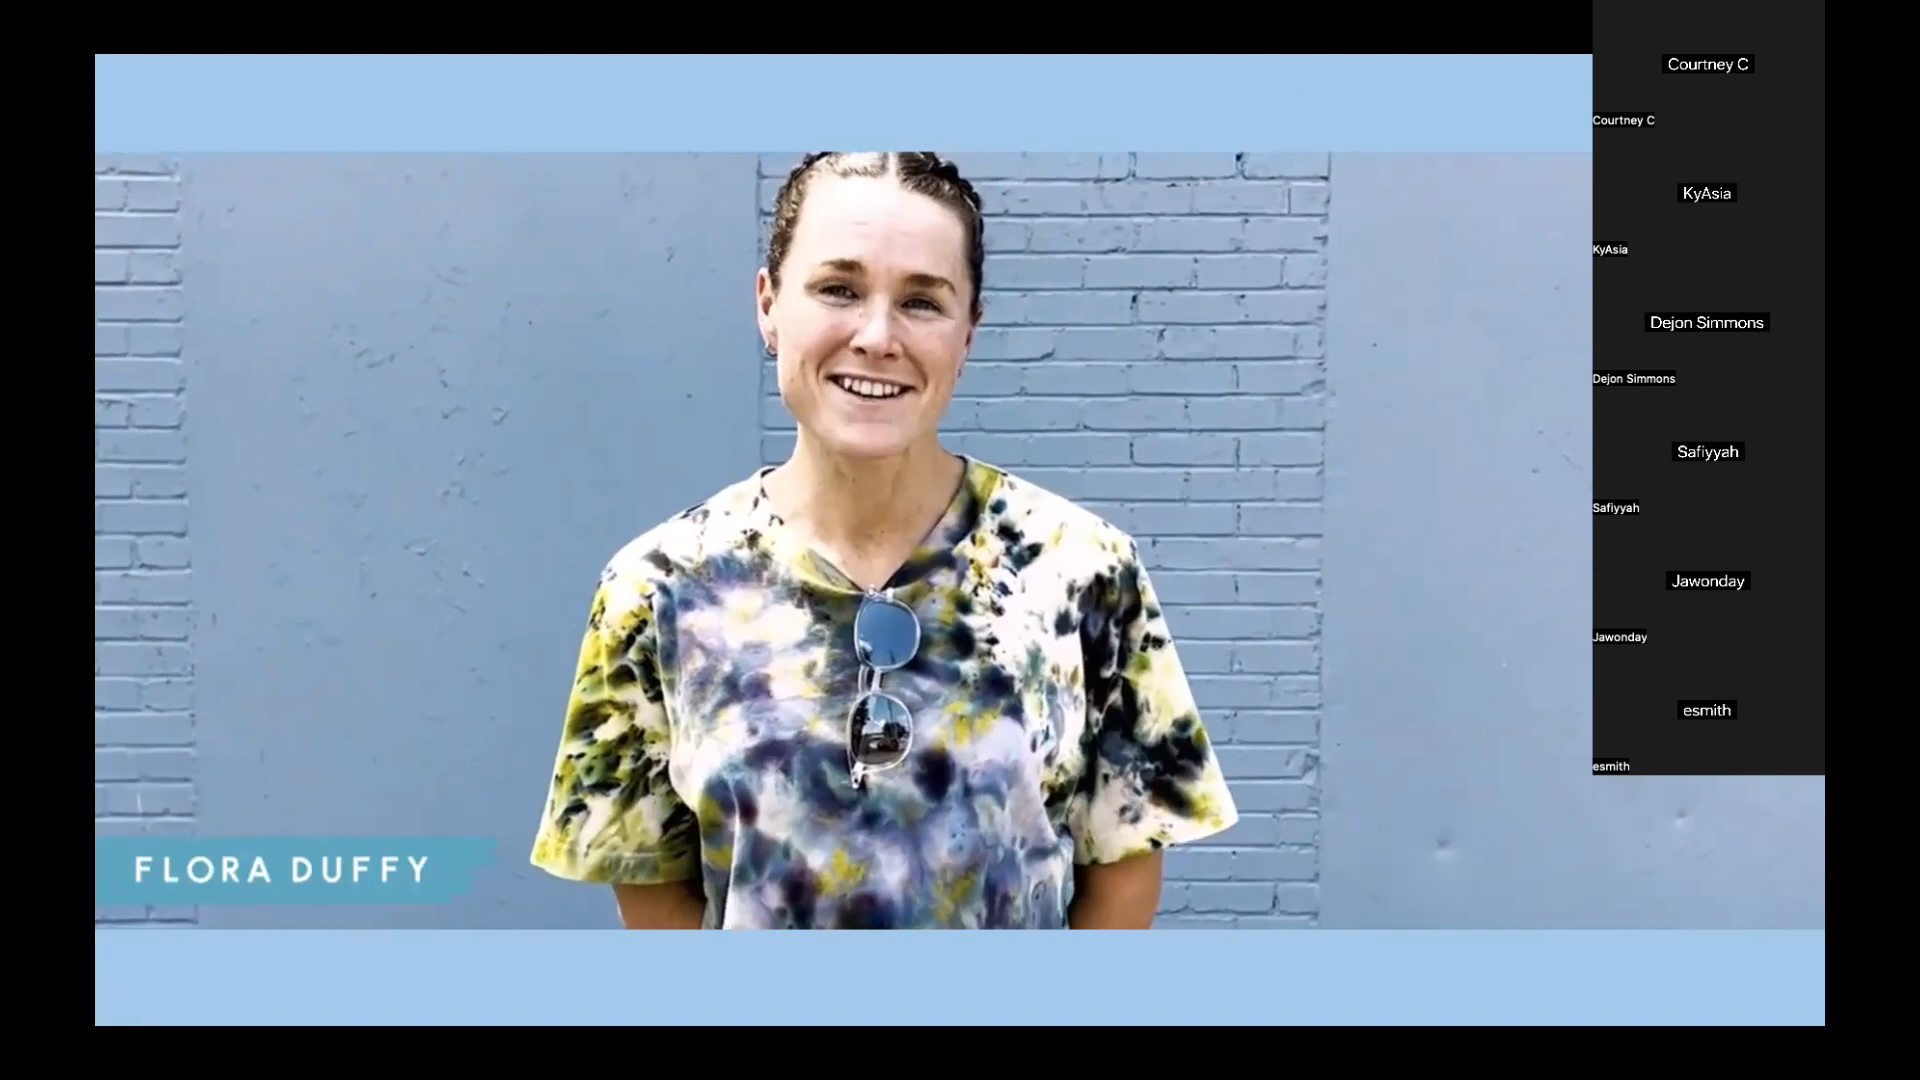 Courtney C
Courtney C
KyAsia
KyAsia
Dejon Simmons
Dejon Simmons
Safiyyah
Safiyyah
Jawonday
Jawonday
esmith
esmith
FLORA DUFFY